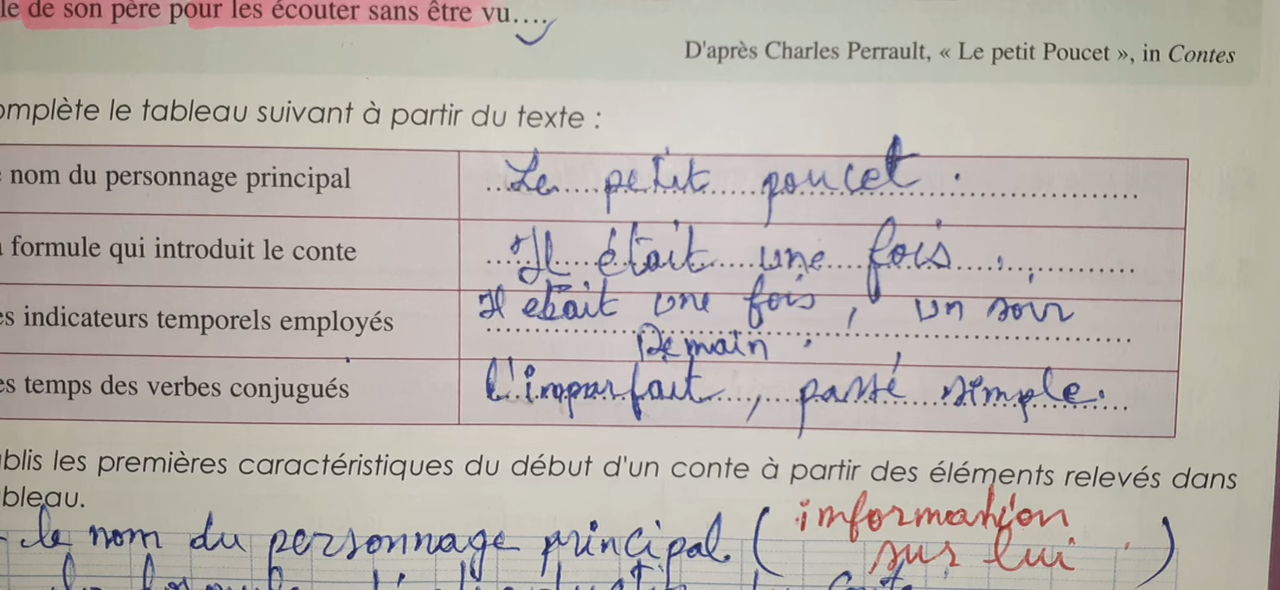 le de son père pour les écouter sans être vu....
D'après Charles Perrault, « Le petit Poucet », in Contes
omplète le tableau suivant à partir du texte :
nom du personnage principal
Le petit poucet.
formule qui introduit le conte
Il était une fois
es indicateurs temporels employés
Il etait une fois, un soir
Demain.
es temps des verbes conjugués
l'imparfait, passé simple.
blis les premières caractéristiques du début d'un conte à partir des éléments relevés dans
bleau.
- le nom du personnage principal. (information
sur lui)